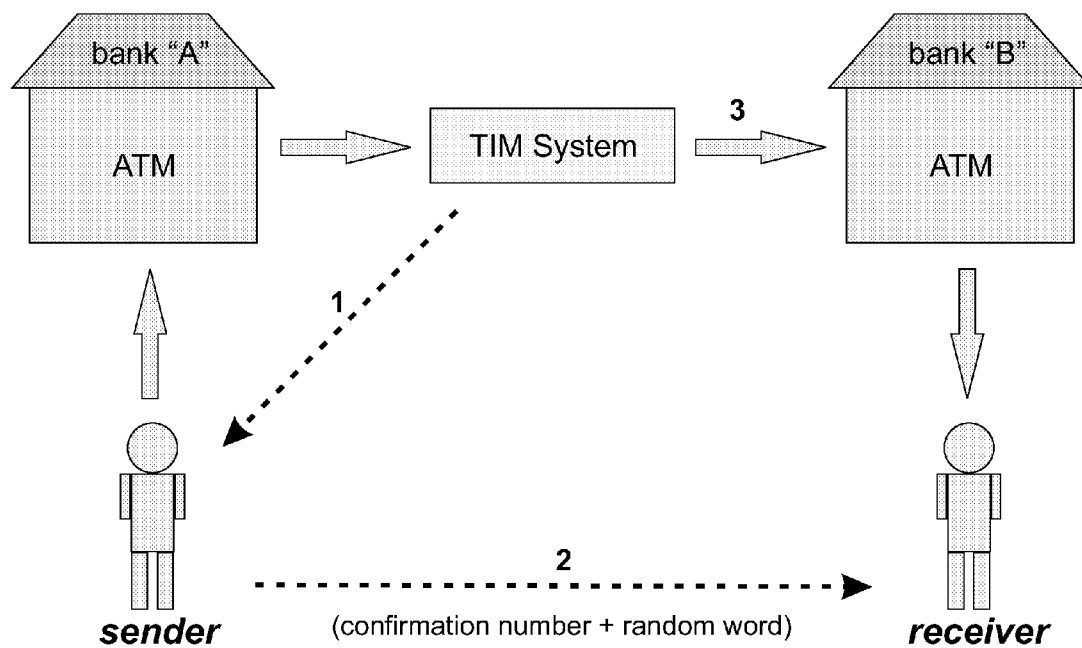 bank “A”
bank “B”
3
TIM System
ATM
ATM
1
2
(confirmation number + random word)
sender
receiver